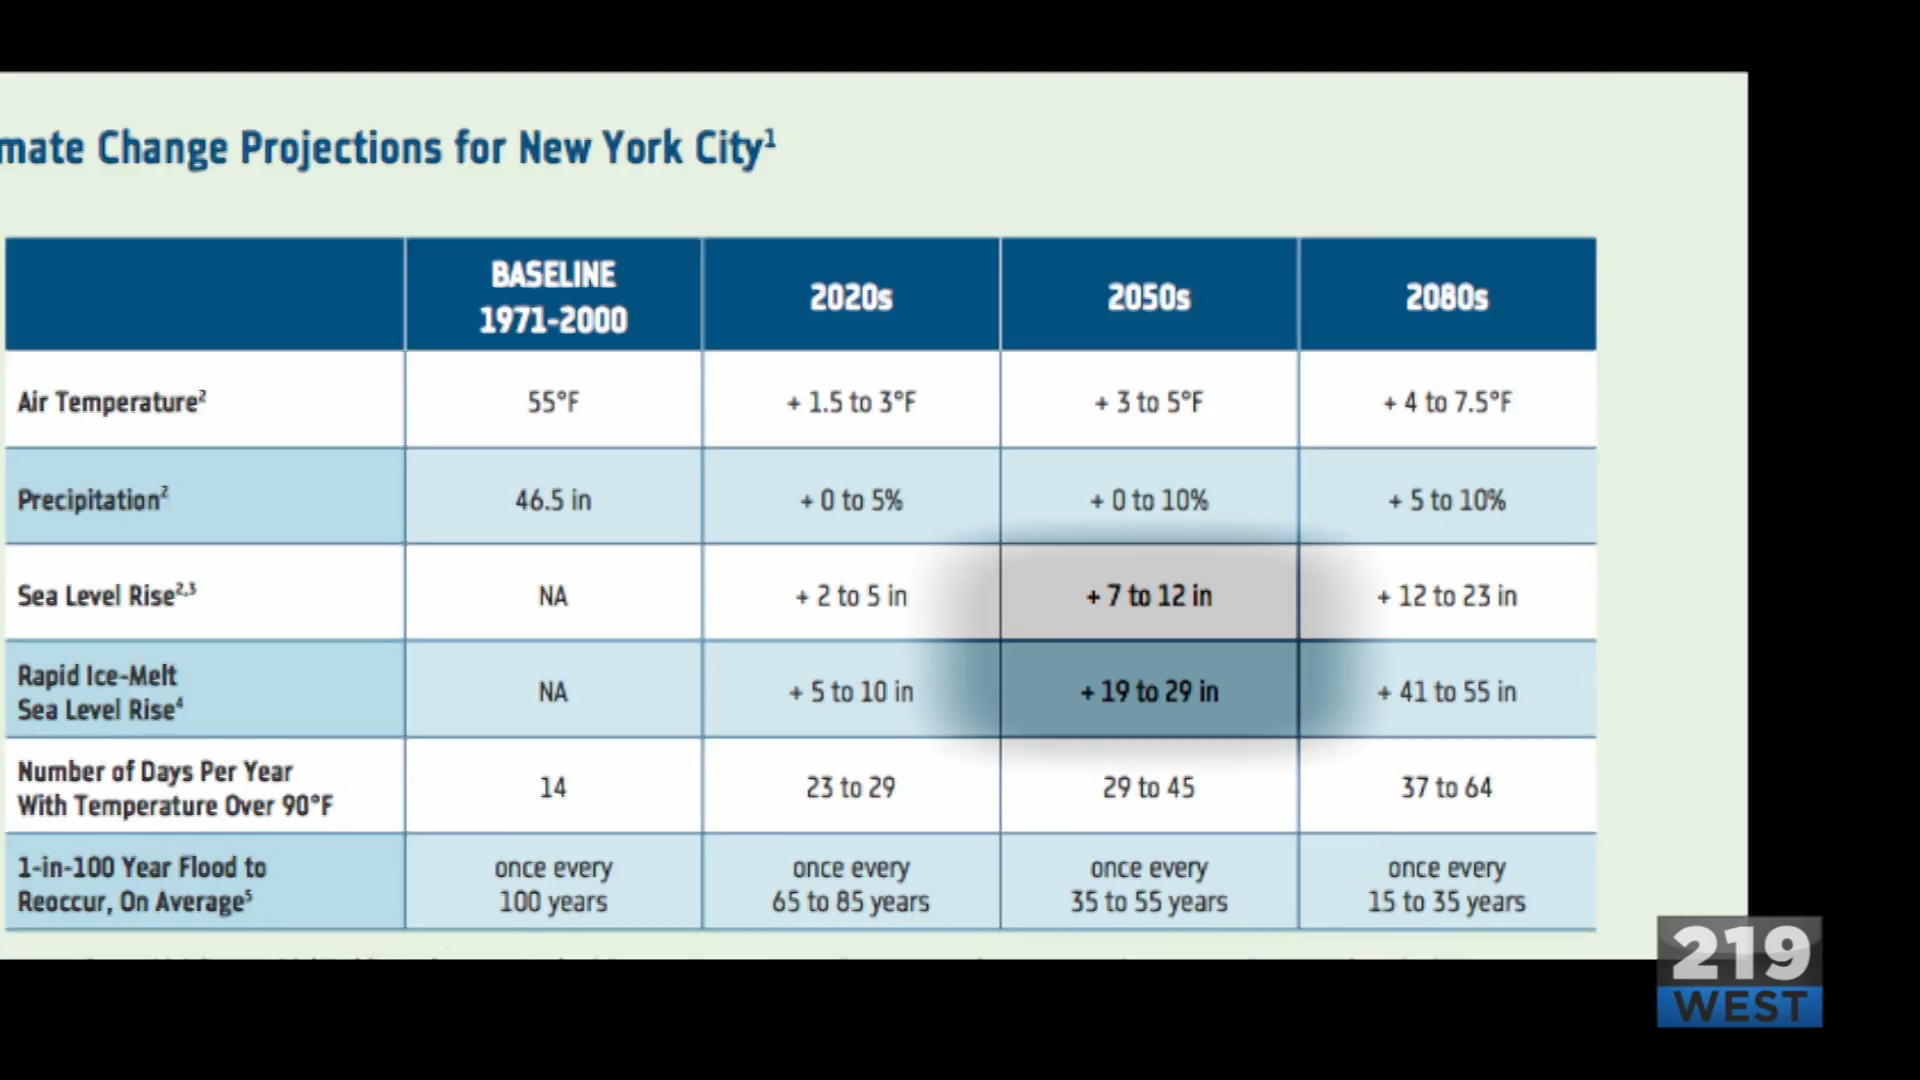 mate Change Projections for New York City¹
BASELINE
1971-2000
2020s
2050s
2080s
Air Temperature²
55°F
+ 1.5 to 3°F
+ 3 to 5°F
+ 4 to 7.5°F
Precipitation²
46.5 in
+ 0 to 5%
+ 0 to 10%
+ 5 to 10%
Sea Level Rise²,³
NA
+ 2 to 5 in
+ 7 to 12 in
+ 12 to 23 in
Rapid Ice-Melt
Sea Level Rise⁴
NA
+ 5 to 10 in
+ 19 to 29 in
+ 41 to 55 in
Number of Days Per Year
With Temperature Over 90°F
14
23 to 29
29 to 45
37 to 64
1-in-100 Year Flood to
Reoccur, On Average⁵
once every
100 years
once every
65 to 85 years
once every
35 to 55 years
once every
15 to 35 years
219
WEST